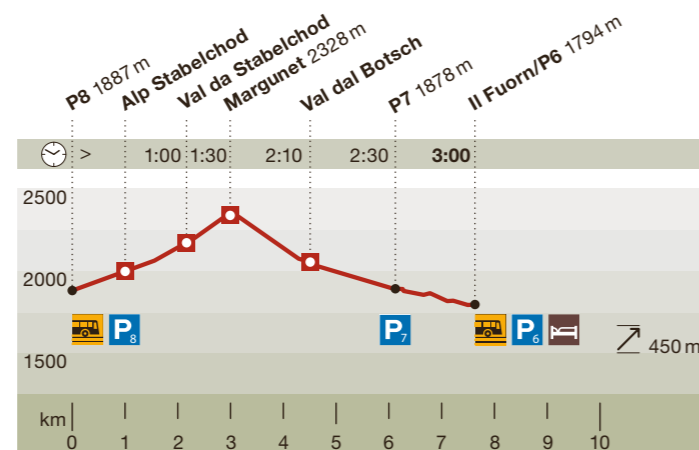 P8 1887 m
Alp Stabelchod
Val da Stabelchod
Margunet 2328 m
Val dal Botsch
P7 1878 m
Il Fuorn/P6 1794 m
> 1:00 1:30 2:10 2:30 3:00
2500
2000
P8 P7 P6
450 m
1500
km
0 1 2 3 4 5 6 7 8 9 10